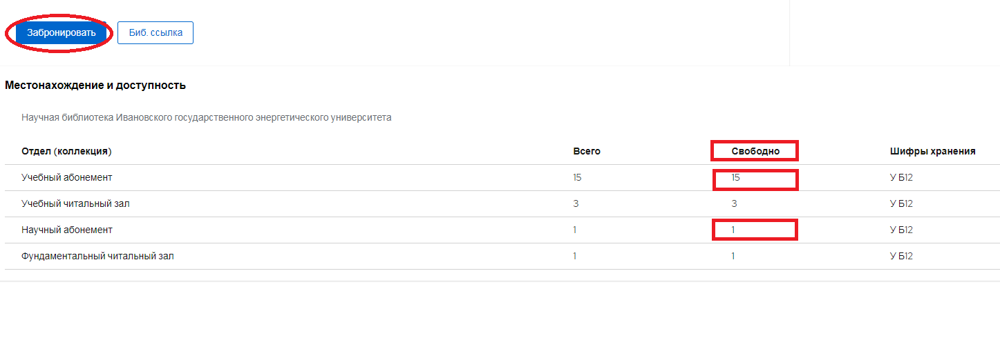 Забронировать Биб. ссылка
Местонахождение и доступность
Научная библиотека Ивановского государственного энергетического университета
Отдел (коллекция) Всего Свободно Шифры хранения
Учебный абонемент 15 15 У Б12
Учебный читальный зал 3 3 У Б12
Научный абонемент 1 1 У Б12
Фундаментальный читальный зал 1 1 У Б12